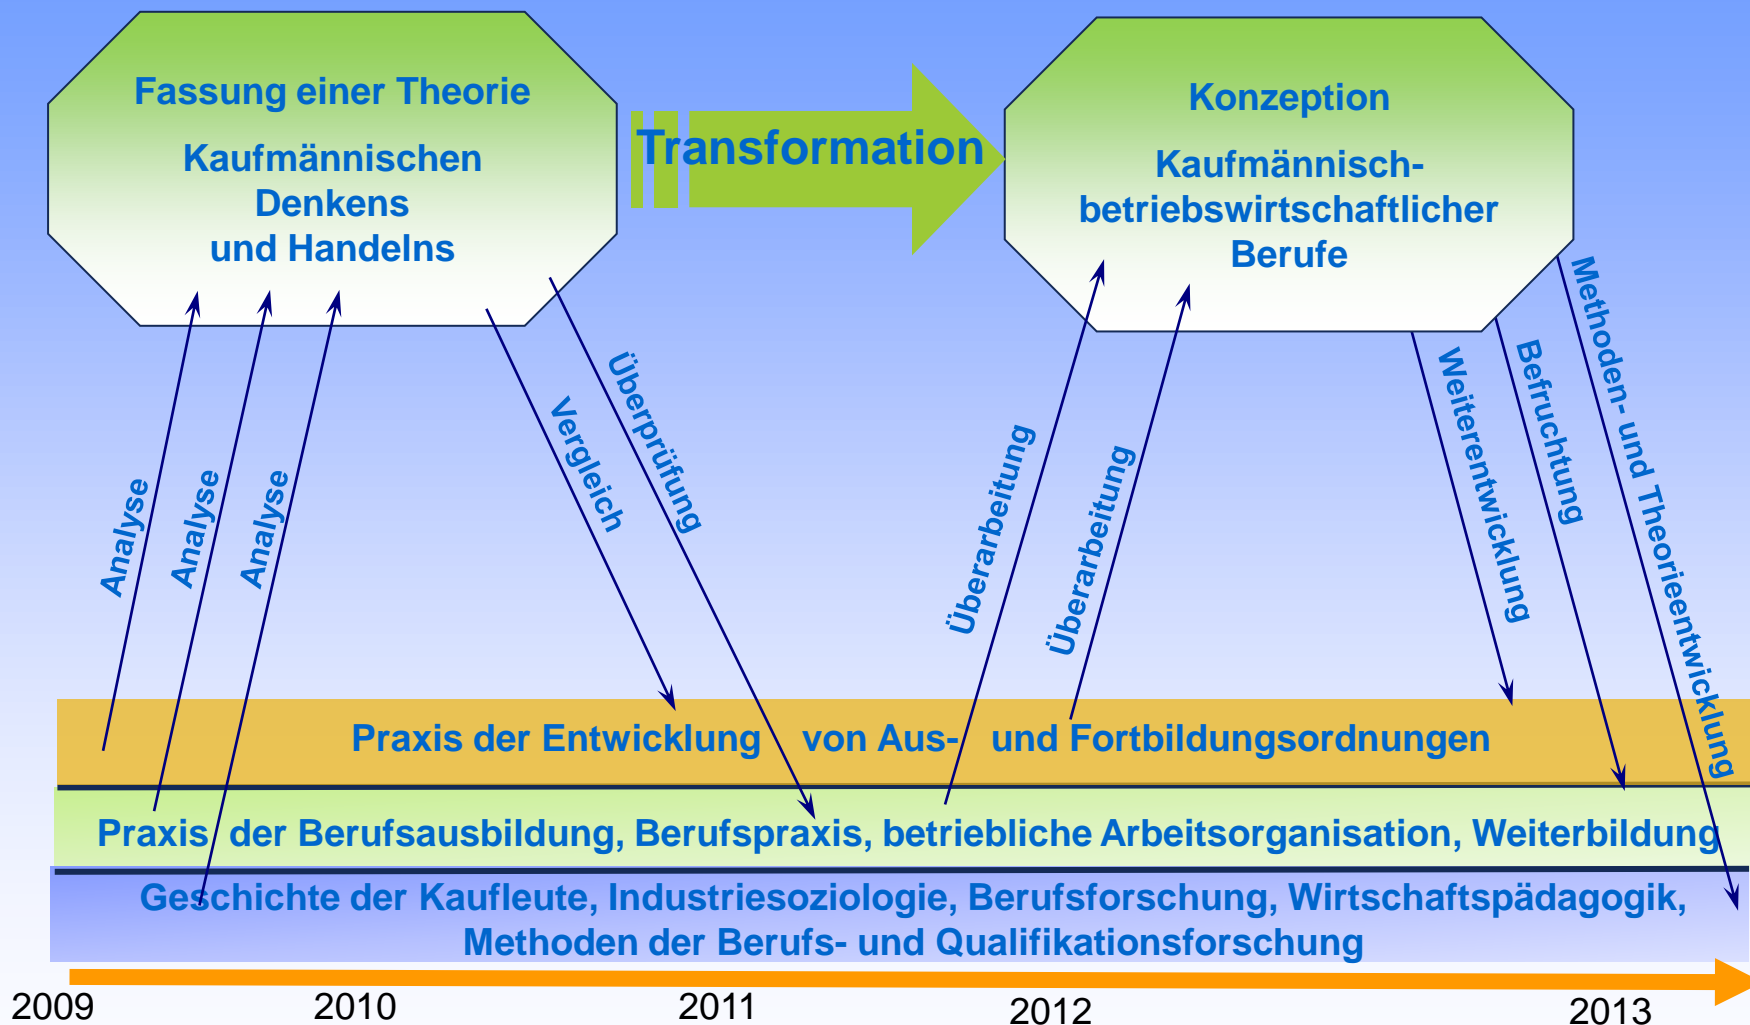 Fassung einer Theorie
Kaufmännischen
Denkens
und Handelns
Transformation
Konzeption
Kaufmännisch-
betriebswirtschaftlicher
Berufe
Analyse
Analyse
Analyse
Vergleich
Überprüfung
Überarbeitung
Überarbeitung
Weiterentwicklung
Befruchtung
Methoden- und Theorieentwicklung
Praxis der Entwicklung von Aus- und Fortbildungsordnungen
Praxis der Berufsausbildung, Berufspraxis, betriebliche Arbeitsorganisation, Weiterbildung
Geschichte der Kaufleute, Industriesoziologie, Berufsforschung, Wirtschaftspädagogik,
Methoden der Berufs- und Qualifikationsforschung
2009 2010 2011 2012 2013